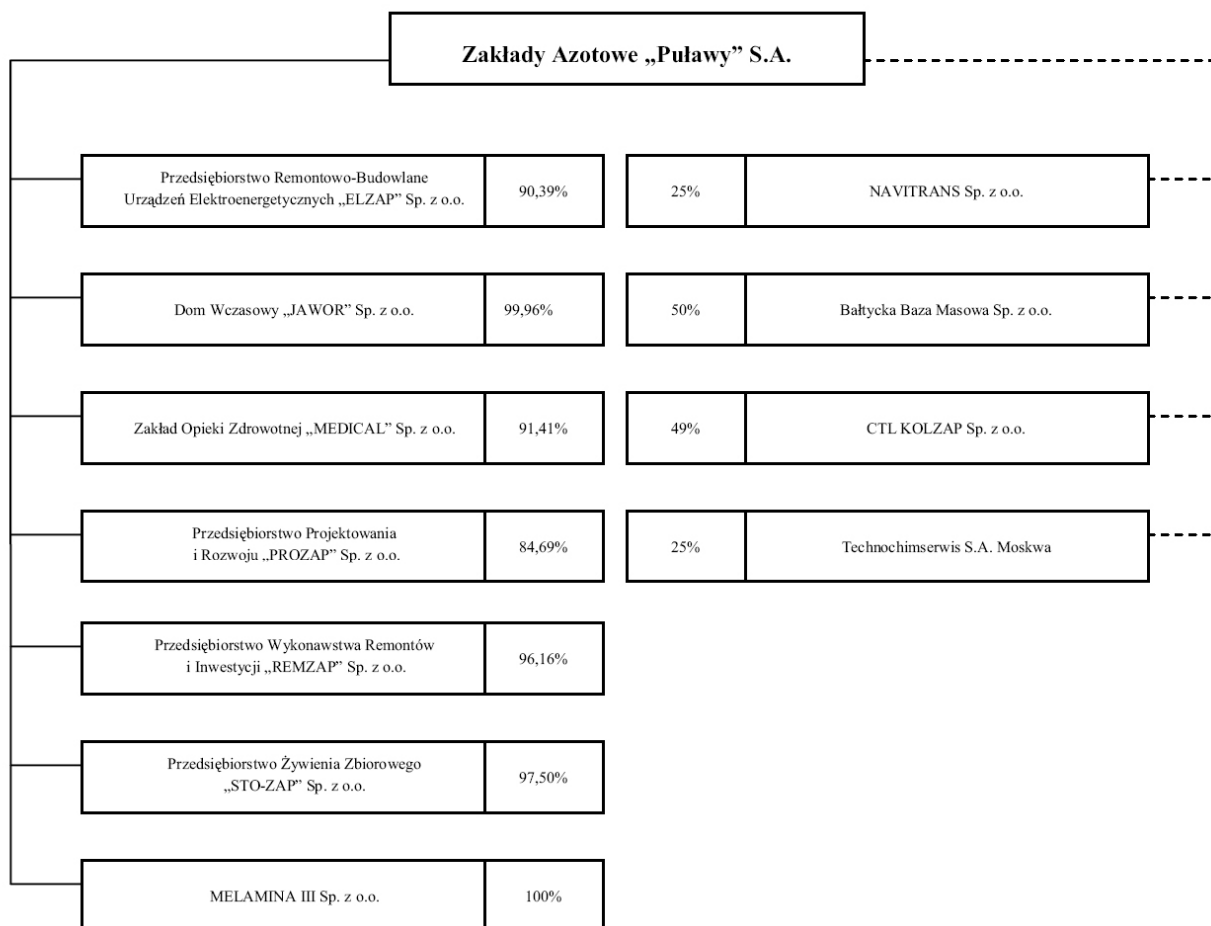 Zakłady Azotowe „Puławy” S.A.
Przedsiębiorstwo Remontowo-Budowlane
Urządzeń Elektroenergetycznych „ELZAP” Sp. z o.o.
90,39%
25%
NAVITRANS Sp. z o.o.
Dom Wczasowy „JAWOR” Sp. z o.o.
99,96%
50%
Bałtycka Baza Masowa Sp. z o.o.
Zakład Opieki Zdrowotnej „MEDICAL” Sp. z o.o.
91,41%
49%
CTL KOLZAP Sp. z o.o.
Przedsiębiorstwo Projektowania
i Rozwoju „PROZAP” Sp. z o.o.
84,69%
25%
Technochimserwis S.A. Moskwa
Przedsiębiorstwo Wykonawstwa Remontów
i Inwestycji „REMZAP” Sp. z o.o.
96,16%
Przedsiębiorstwo Żywienia Zbiorowego
„STO-ZAP” Sp. z o.o.
97,50%
MELAMINA III Sp. z o.o.
100%